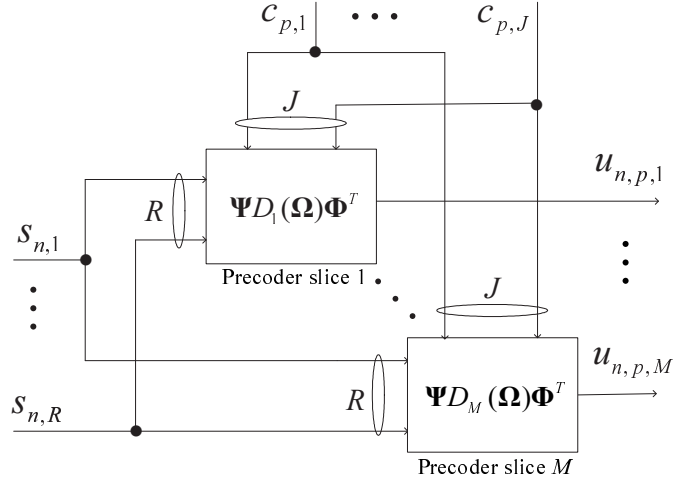 c_{p,1} • • • c_{p,J}
J
R
ΨD_1(Ω)Φ^T
u_{n,p,1}
s_{n,1}
Precoder slice 1
J
R
ΨD_M(Ω)Φ^T
u_{n,p,M}
s_{n,R}
Precoder slice M